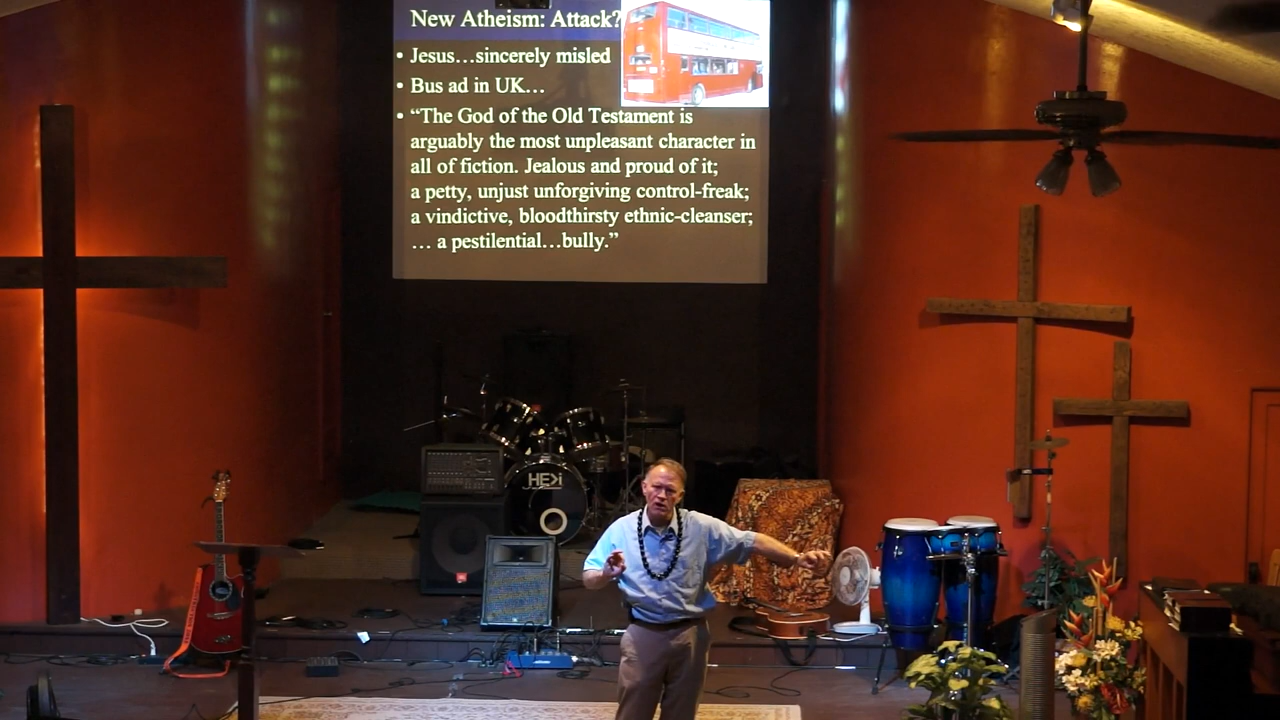 New Atheism: Attack?
• Jesus…sincerely misled
• Bus ad in UK…
• “The God of the Old Testament is
arguably the most unpleasant character in
all of fiction. Jealous and proud of it;
a petty, unjust unforgiving control-freak;
a vindictive, bloodthirsty ethnic-cleanser;
… a pestilential…bully.”
HE>i